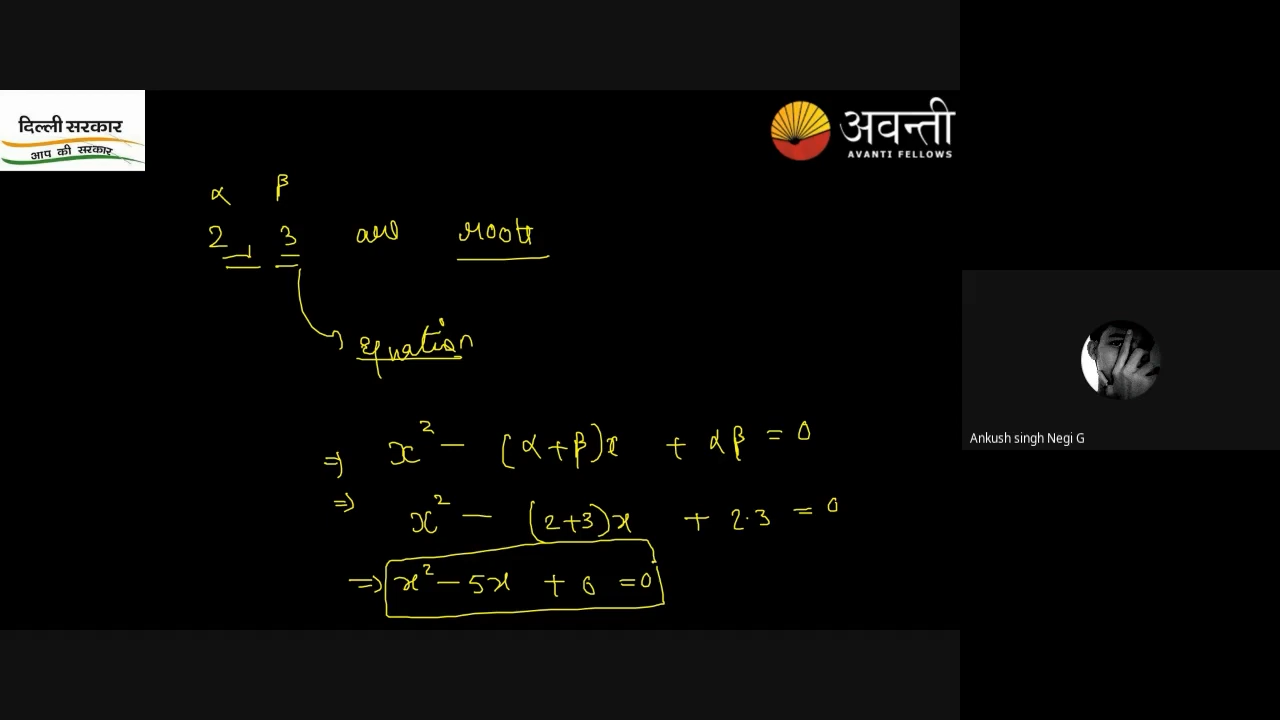 दिल्ली सरकार
आप की सरकार
अवन्ती
AVANTI FELLOWS
α β
2, 3 are roots
equation
⇒ x² − (α+β)x + αβ = 0
⇒ x² − (2+3)x + 2·3 = 0
⇒ x² − 5x + 6 = 0
Ankush singh Negi G